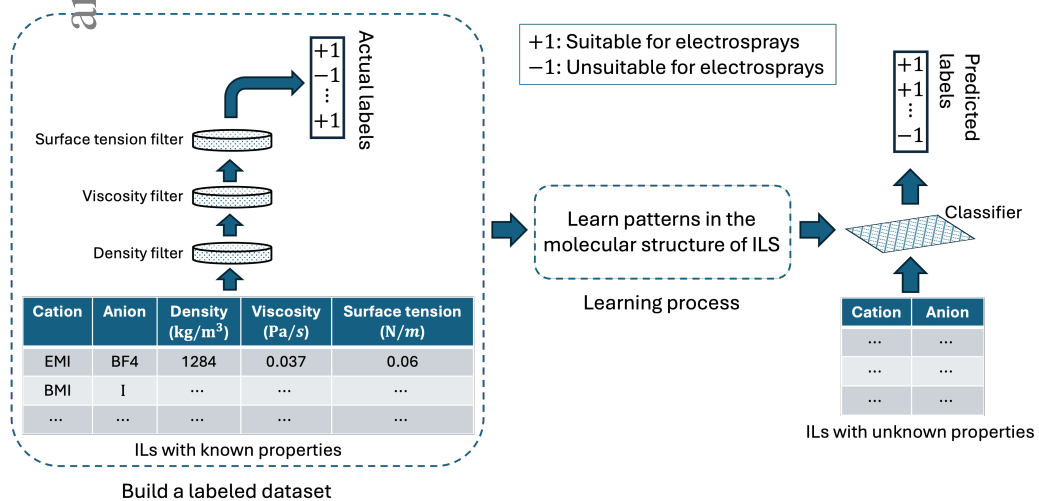 an
+1
−1
⋯
+1
Actual labels
+1: Suitable for electrosprays
−1: Unsuitable for electrosprays
+1
+1
⋯
−1
Predicted
labels
Surface tension filter
Viscosity filter
Density filter
Learn patterns in the
molecular structure of ILS
Learning process
Classifier
Cation Anion Density (kg/m³) Viscosity (Pa/s) Surface tension (N/m)
EMI BF4 1284 0.037 0.06
BMI I ... ... ...
... ... ... ... ...
ILs with known properties
Build a labeled dataset
Cation Anion
... ...
... ...
... ...
ILs with unknown properties